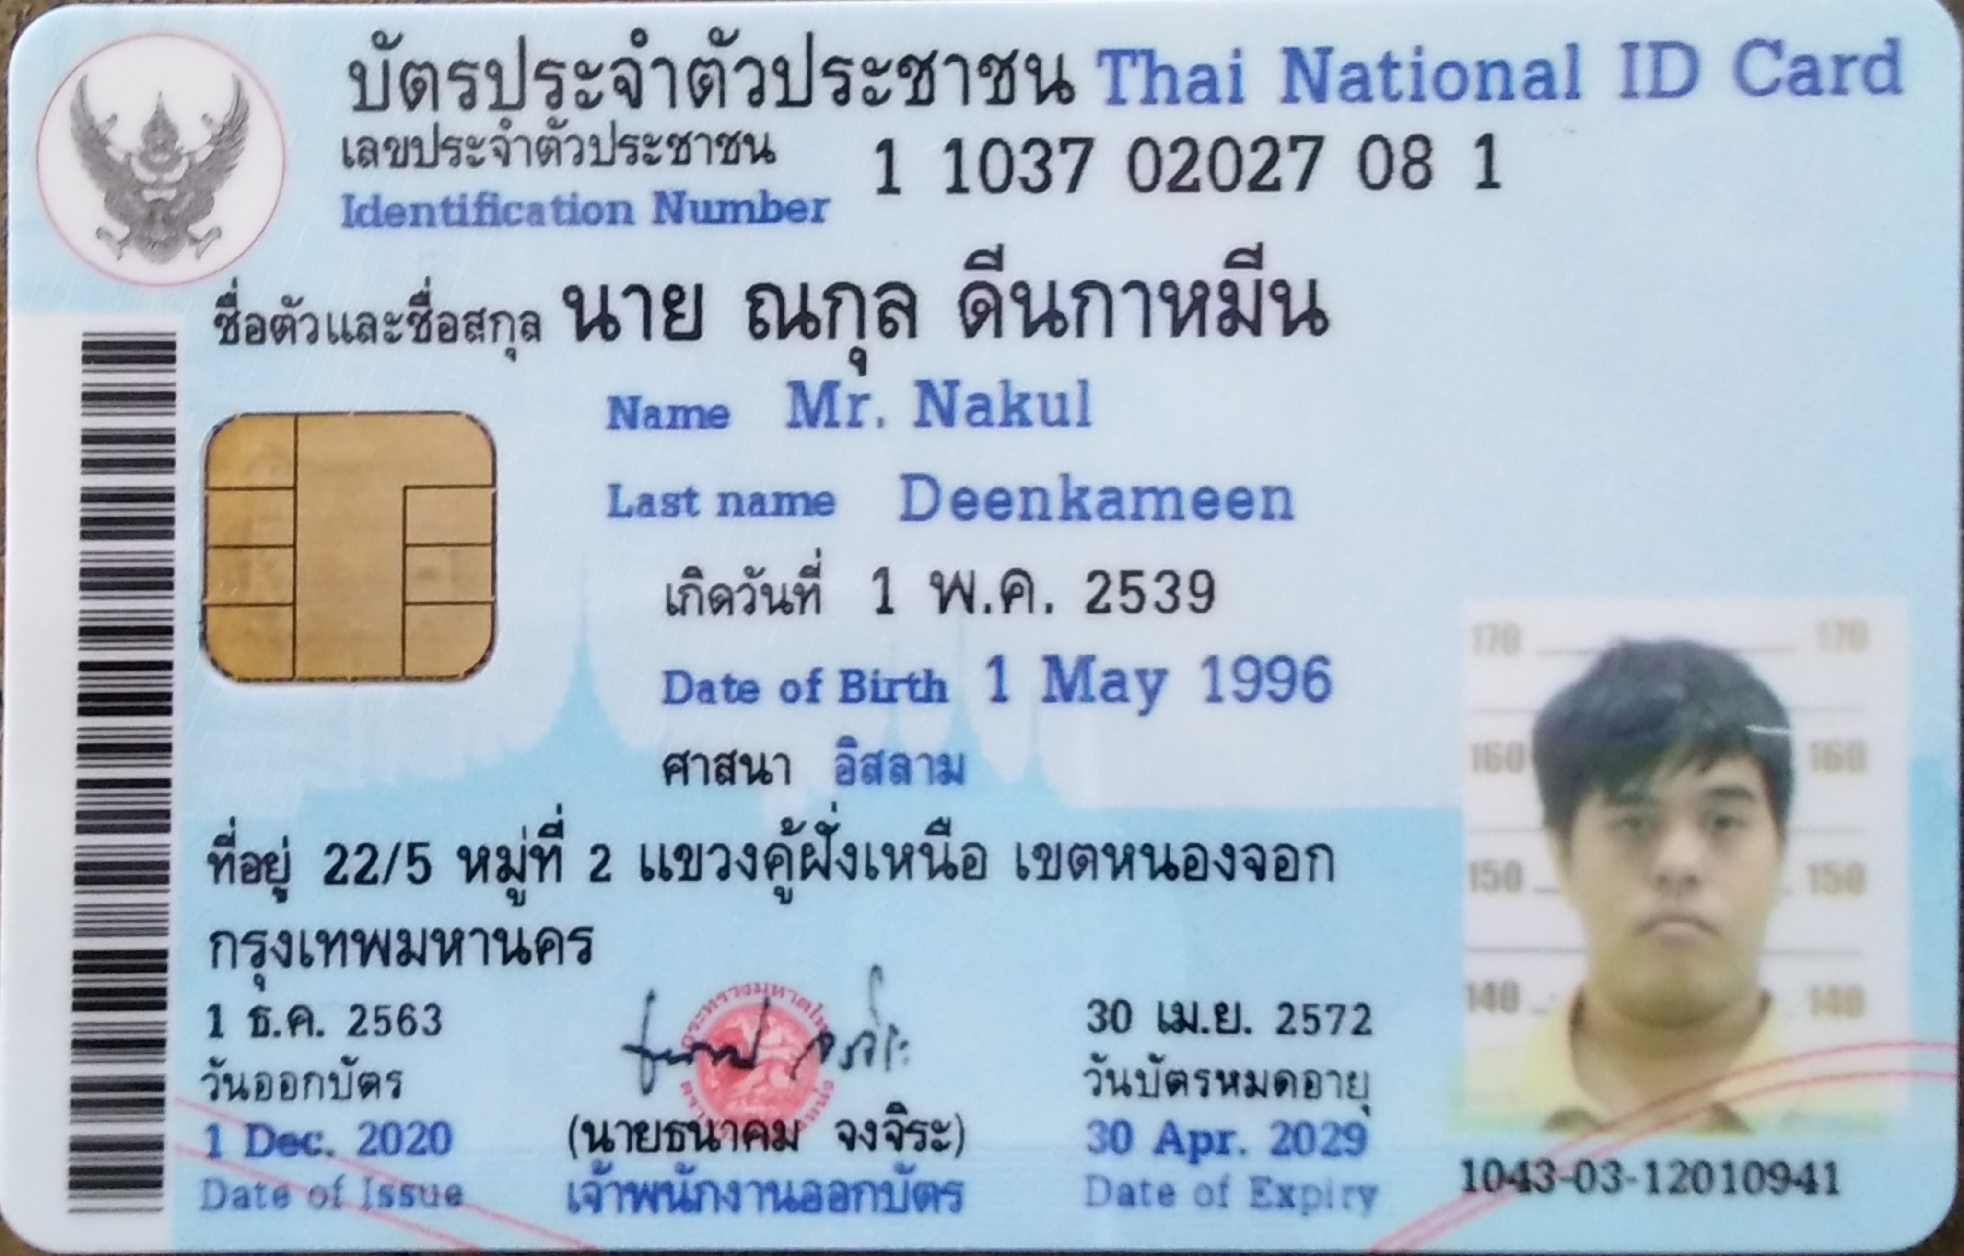 บัตรประจำตัวประชาชน Thai National ID Card
เลขประจำตัวประชาชน
Identification Number 1 1037 02027 08 1
ชื่อตัวและชื่อสกุล นาย ณกุล ดีนกาหมีน
Name Mr. Nakul
Last name Deenkameen
เกิดวันที่ 1 พ.ค. 2539
Date of Birth 1 May 1996
ศาสนา อิสลาม
ที่อยู่ 22/5 หมู่ที่ 2 แขวงคู้ฝั่งเหนือ เขตหนองจอก
กรุงเทพมหานคร
1 ธ.ค. 2563
วันออกบัตร
1 Dec. 2020
Date of Issue
(นายธนาคม จงจิระ)
เจ้าพนักงานออกบัตร
30 เม.ย. 2572
วันบัตรหมดอายุ
30 Apr. 2029
Date of Expiry
170 170
160 160
150 150
140 140
1043-03-12010941